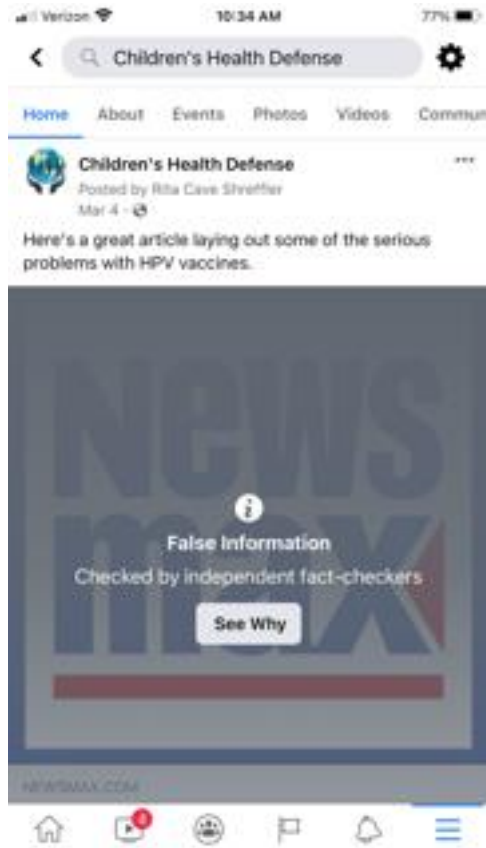 Verizon 10:34 AM 77%
Children's Health Defense
Home About Events Photos Videos Commun
Children's Health Defense
Posted by Rita Cave Shreffler
Mar 4
Here's a great article laying out some of the serious
problems with HPV vaccines.
News
max
False Information
Checked by independent fact-checkers
See Why
NEWSMAX.COM